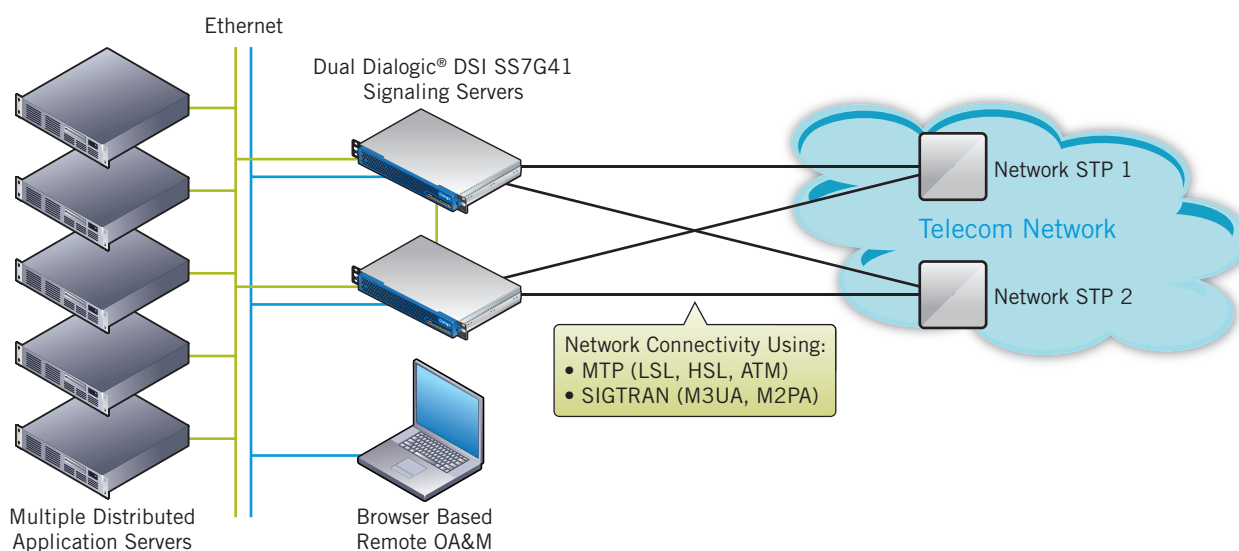 Ethernet
Dual Dialogic® DSI SS7G41
Signaling Servers
Network STP 1
Telecom Network
Network STP 2
Network Connectivity Using:
• MTP (LSL, HSL, ATM)
• SIGTRAN (M3UA, M2PA)
Multiple Distributed
Application Servers
Browser Based
Remote OA&M